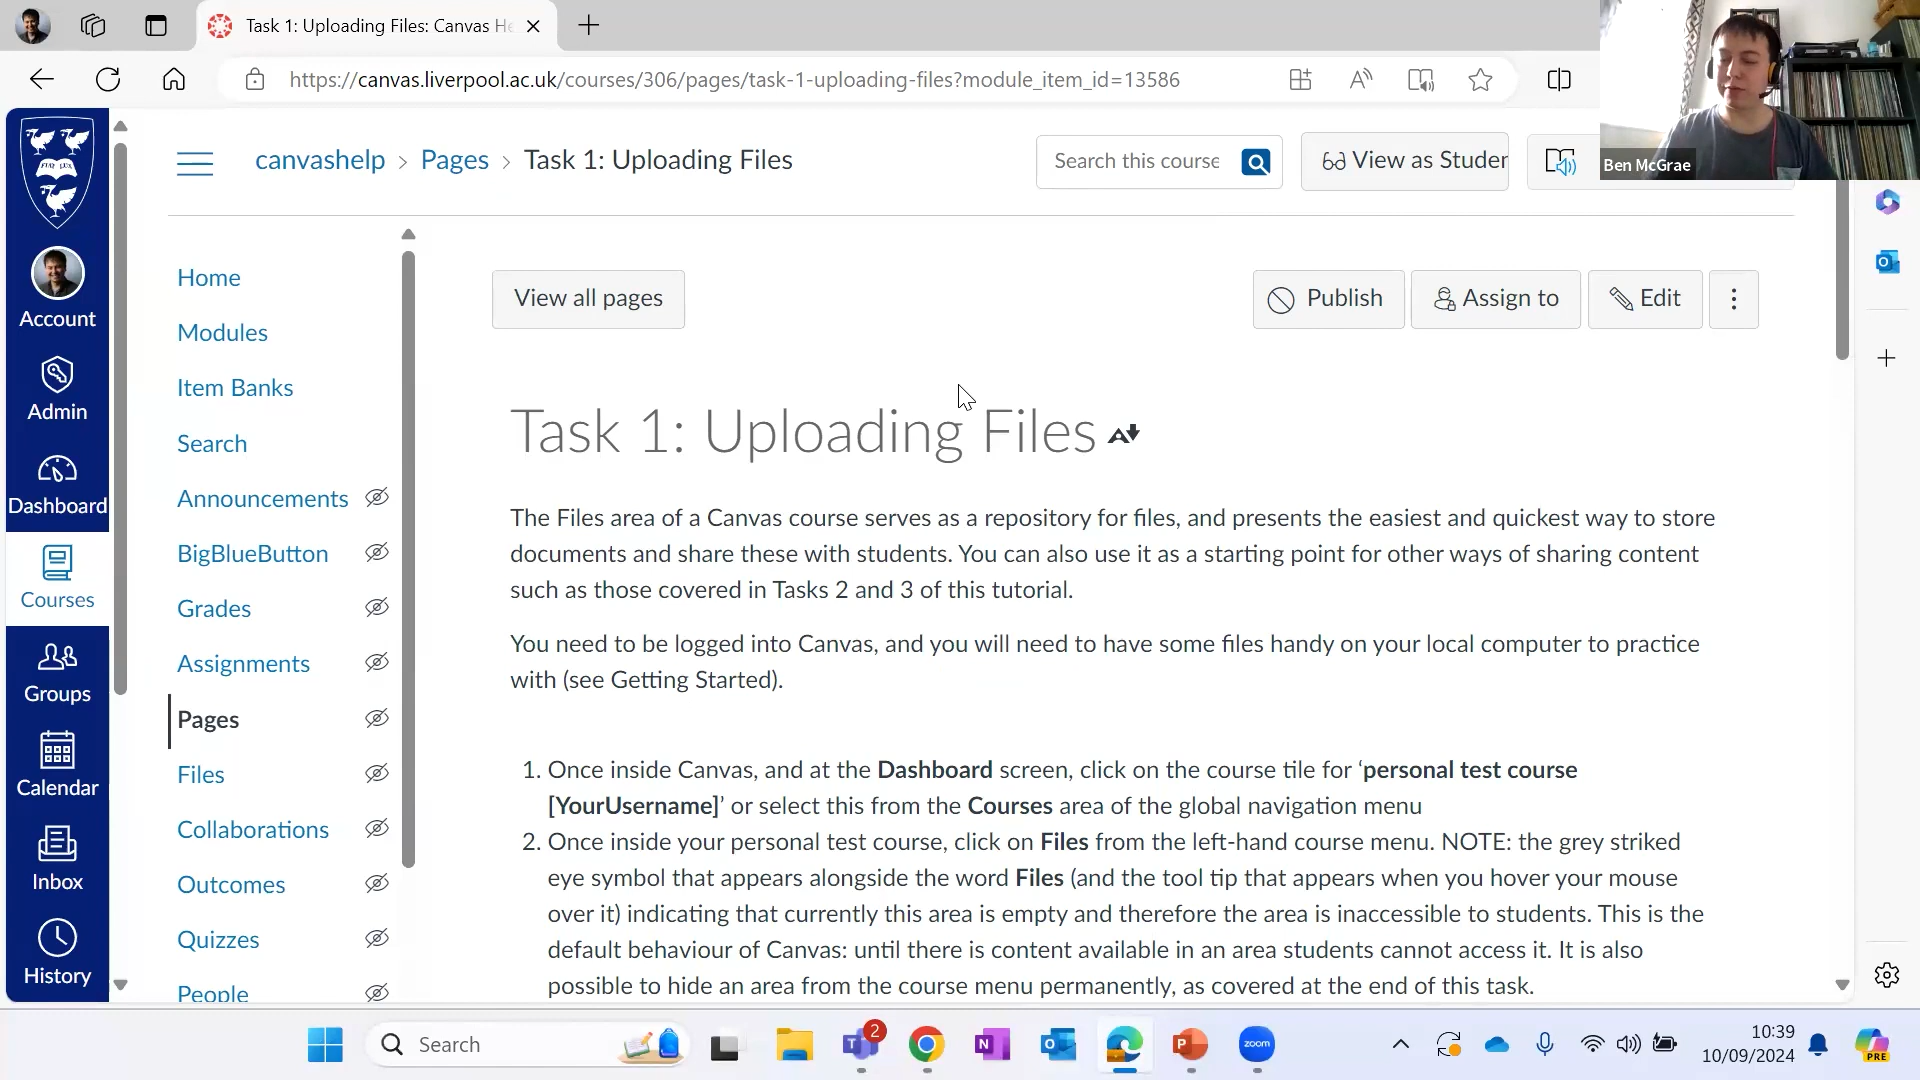 Task 1: Uploading Files: Canvas He
https://canvas.liverpool.ac.uk/courses/306/pages/task-1-uploading-files?module_item_id=13586
Ben McGrae
canvashelp > Pages > Task 1: Uploading Files
Search this course
View as Studen
Account
Admin
Dashboard
Courses
Groups
Calendar
Inbox
History
Home
Modules
Item Banks
Search
Announcements
BigBlueButton
Grades
Assignments
Pages
Files
Collaborations
Outcomes
Quizzes
People
View all pages
Publish
Assign to
Edit
Task 1: Uploading Files
The Files area of a Canvas course serves as a repository for files, and presents the easiest and quickest way to store
documents and share these with students. You can also use it as a starting point for other ways of sharing content
such as those covered in Tasks 2 and 3 of this tutorial.
You need to be logged into Canvas, and you will need to have some files handy on your local computer to practice
with (see Getting Started).
1. Once inside Canvas, and at the Dashboard screen, click on the course tile for ‘personal test course
[YourUsername]’ or select this from the Courses area of the global navigation menu
2. Once inside your personal test course, click on Files from the left-hand course menu. NOTE: the grey striked
eye symbol that appears alongside the word Files (and the tool tip that appears when you hover your mouse
over it) indicating that currently this area is empty and therefore the area is inaccessible to students. This is the
default behaviour of Canvas: until there is content available in an area students cannot access it. It is also
possible to hide an area from the course menu permanently, as covered at the end of this task.
Search
2
zoom
10:39
10/09/2024
PRE